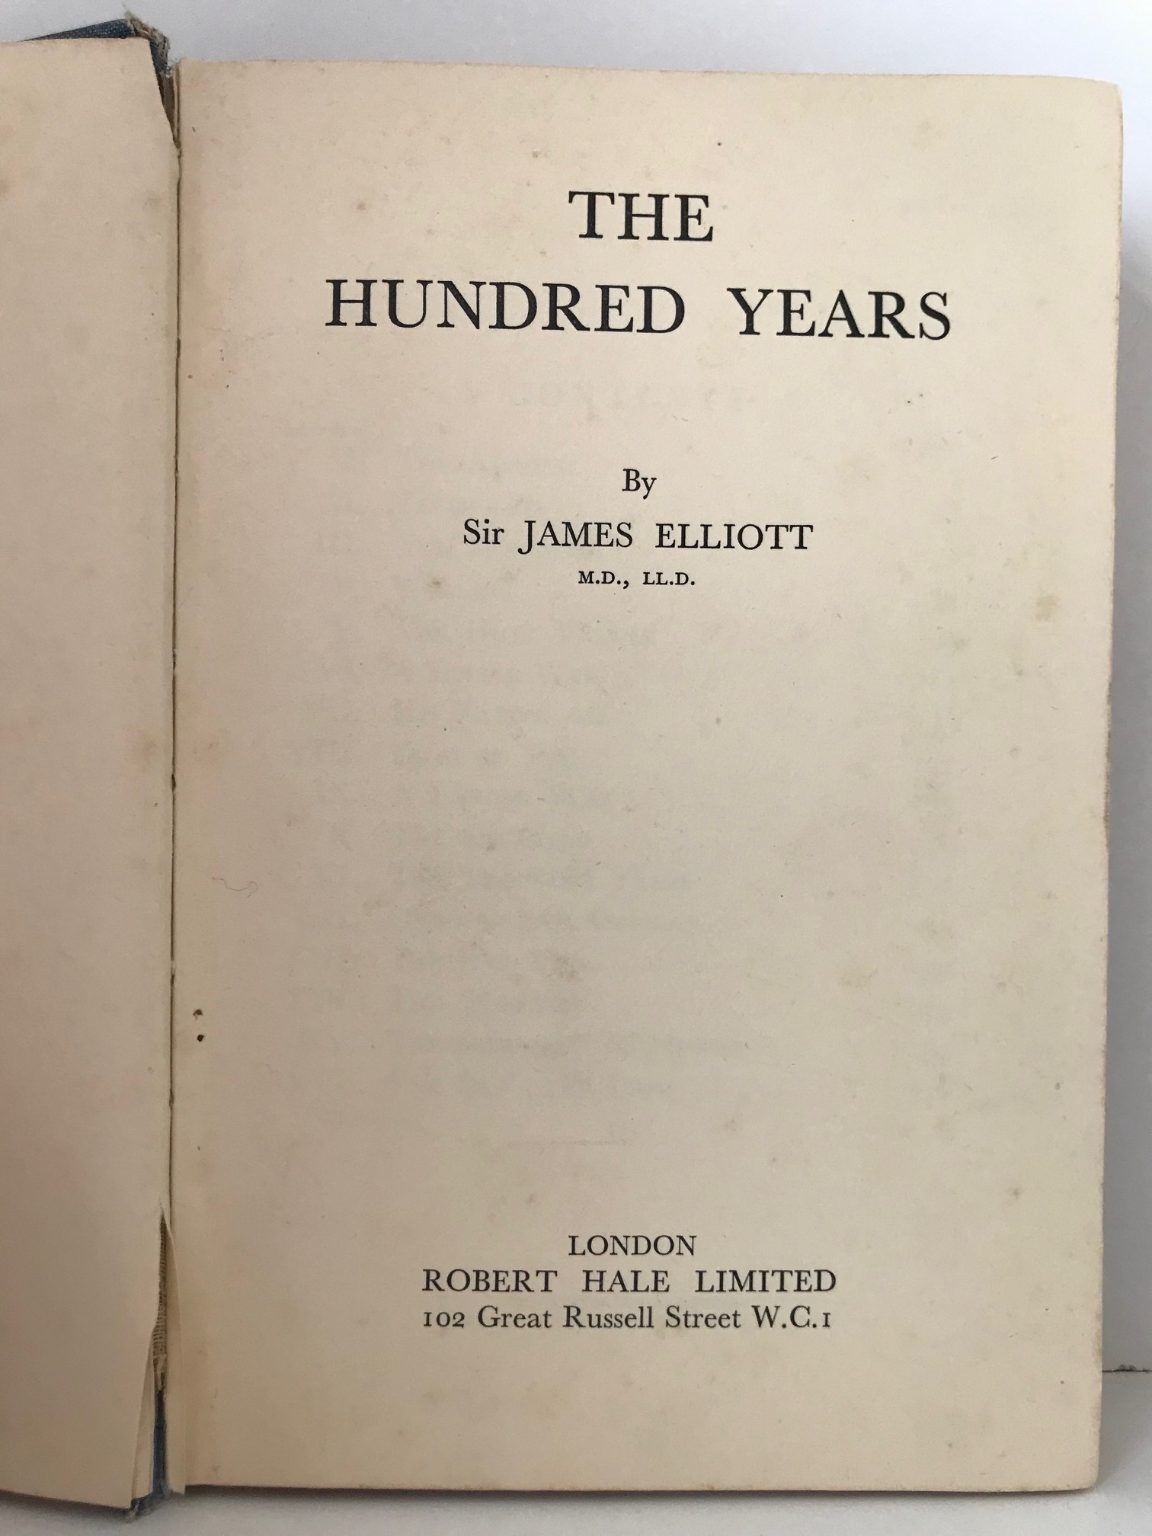 THE
HUNDRED YEARS
By
Sir JAMES ELLIOTT
M.D., LL.D.
LONDON
ROBERT HALE LIMITED
102 Great Russell Street W.C.1